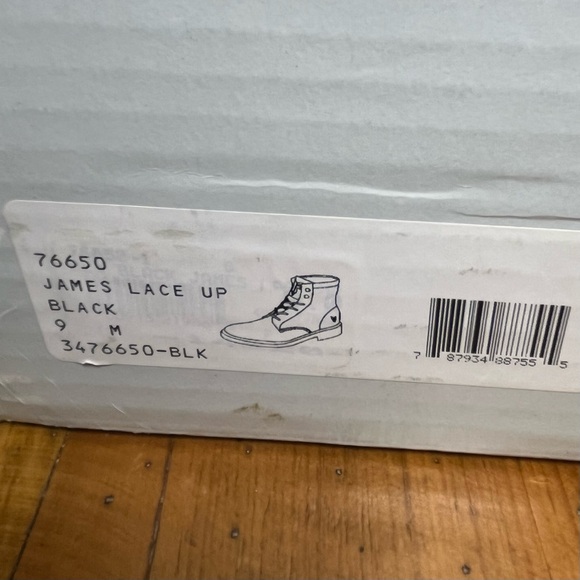 76650
JAMES LACE UP
BLACK
9 M
3476650-BLK
7 87934 88755 5